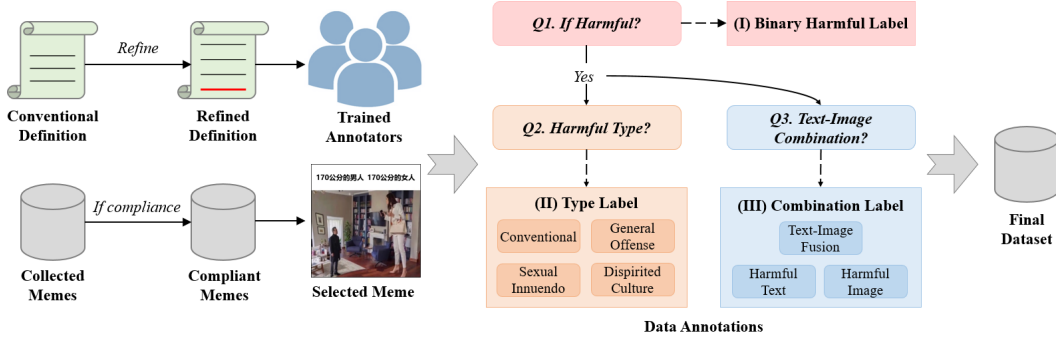 Refine
Conventional
Definition
Refined
Definition
Trained
Annotators
If compliance
Collected
Memes
Compliant
Memes
170公分的男人 170公分的女人
Selected Meme
Q1. If Harmful?
(I) Binary Harmful Label
Yes
Q2. Harmful Type?
Q3. Text-Image
Combination?
(II) Type Label
Conventional
General
Offense
Sexual
Innuendo
Dispirited
Culture
(III) Combination Label
Text-Image
Fusion
Harmful
Text
Harmful
Image
Data Annotations
Final
Dataset